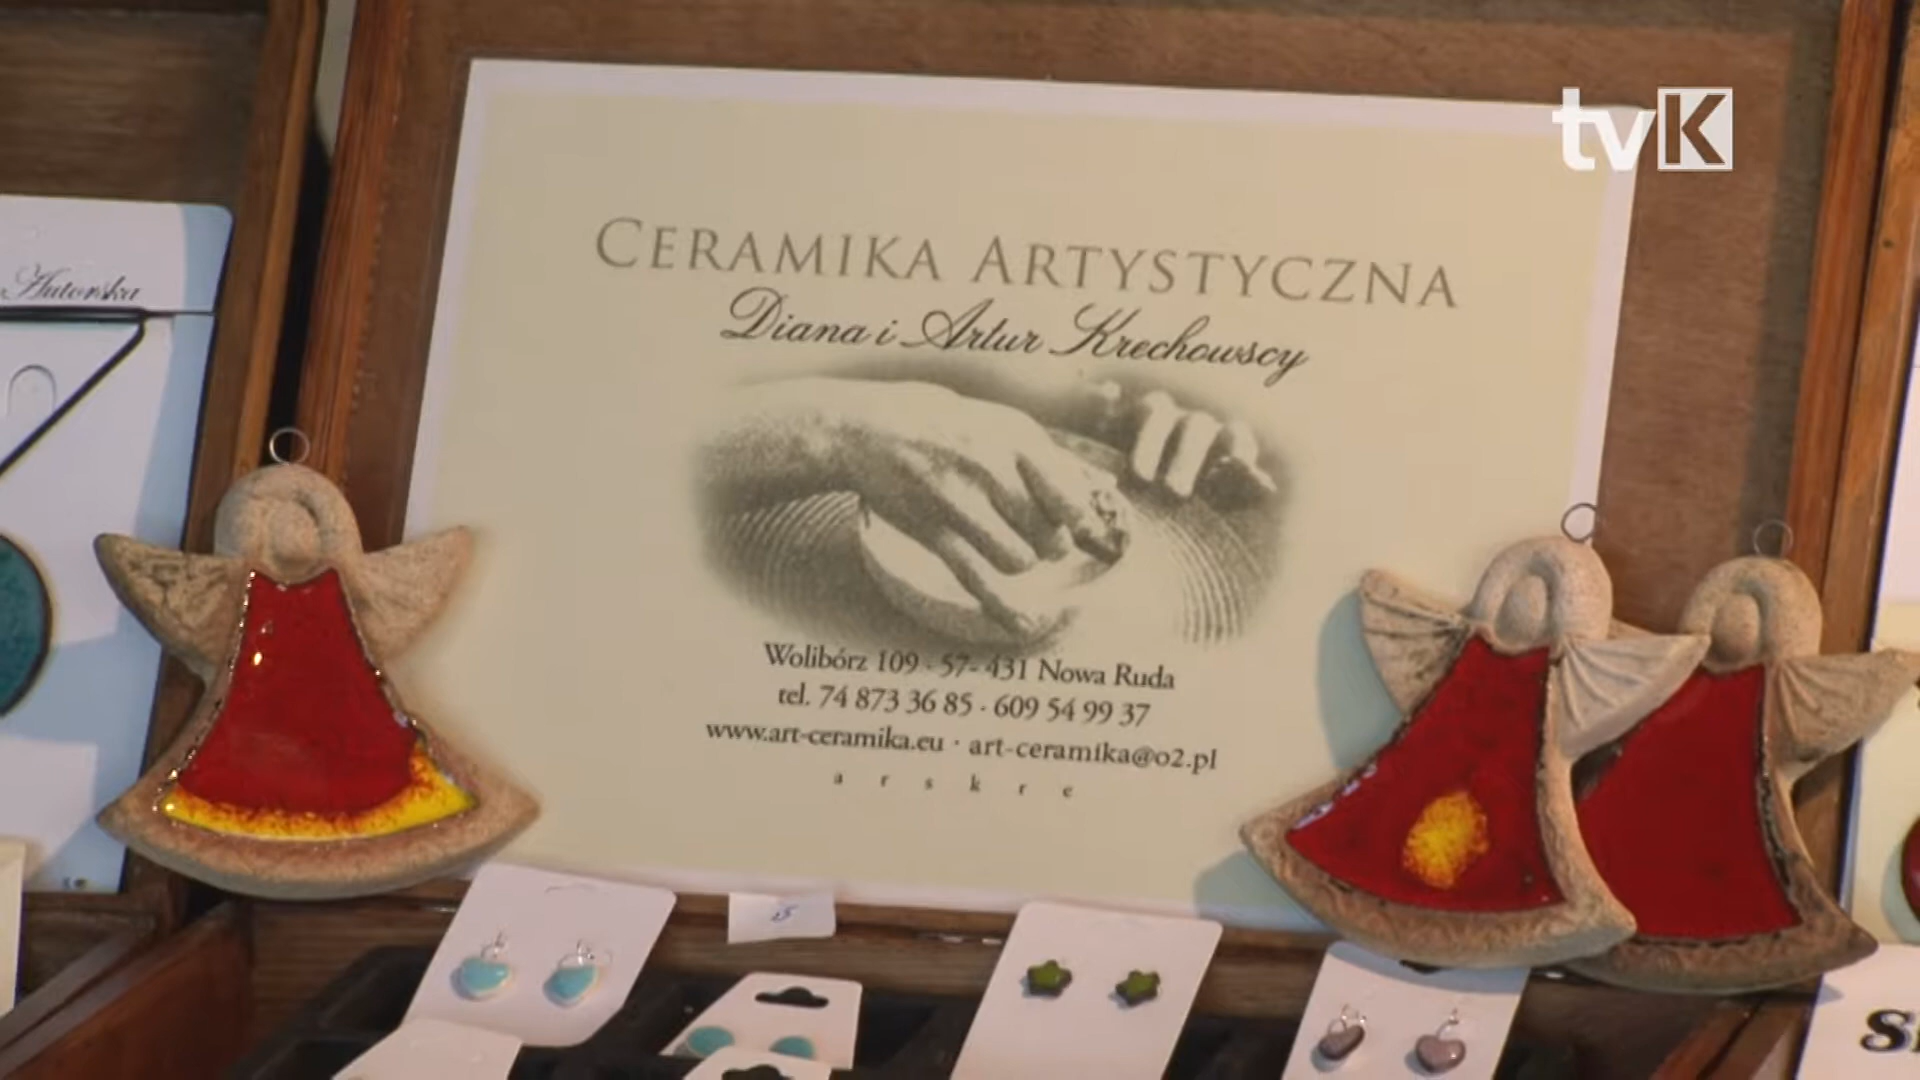 tvK
Autorska
CERAMIKA ARTYSTYCZNA
Diana i Artur Krechowscy
Wolibórz 109 - 57-431 Nowa Ruda
tel. 74 873 36 85 - 609 54 99 37
www.art-ceramika.eu · art-ceramika@o2.pl
a r s k r e